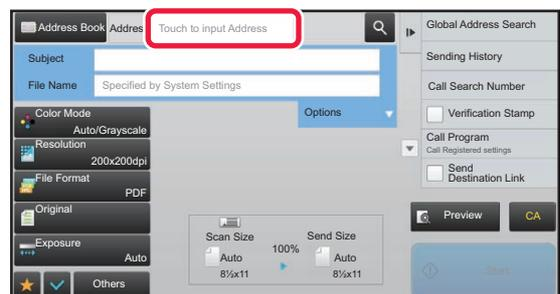 Address Book Addres Touch to input Address
Subject
File Name Specified by System Settings
Options
Color Mode
Auto/Grayscale
Resolution
200x200dpi
File Format
PDF
Original
Exposure
Auto
Others
Scan Size
Auto
8½x11
100%
Send Size
Auto
8½x11
Global Address Search
Sending History
Call Search Number
Verification Stamp
Call Program
Call Registered settings
Send
Destination Link
Preview CA
Start